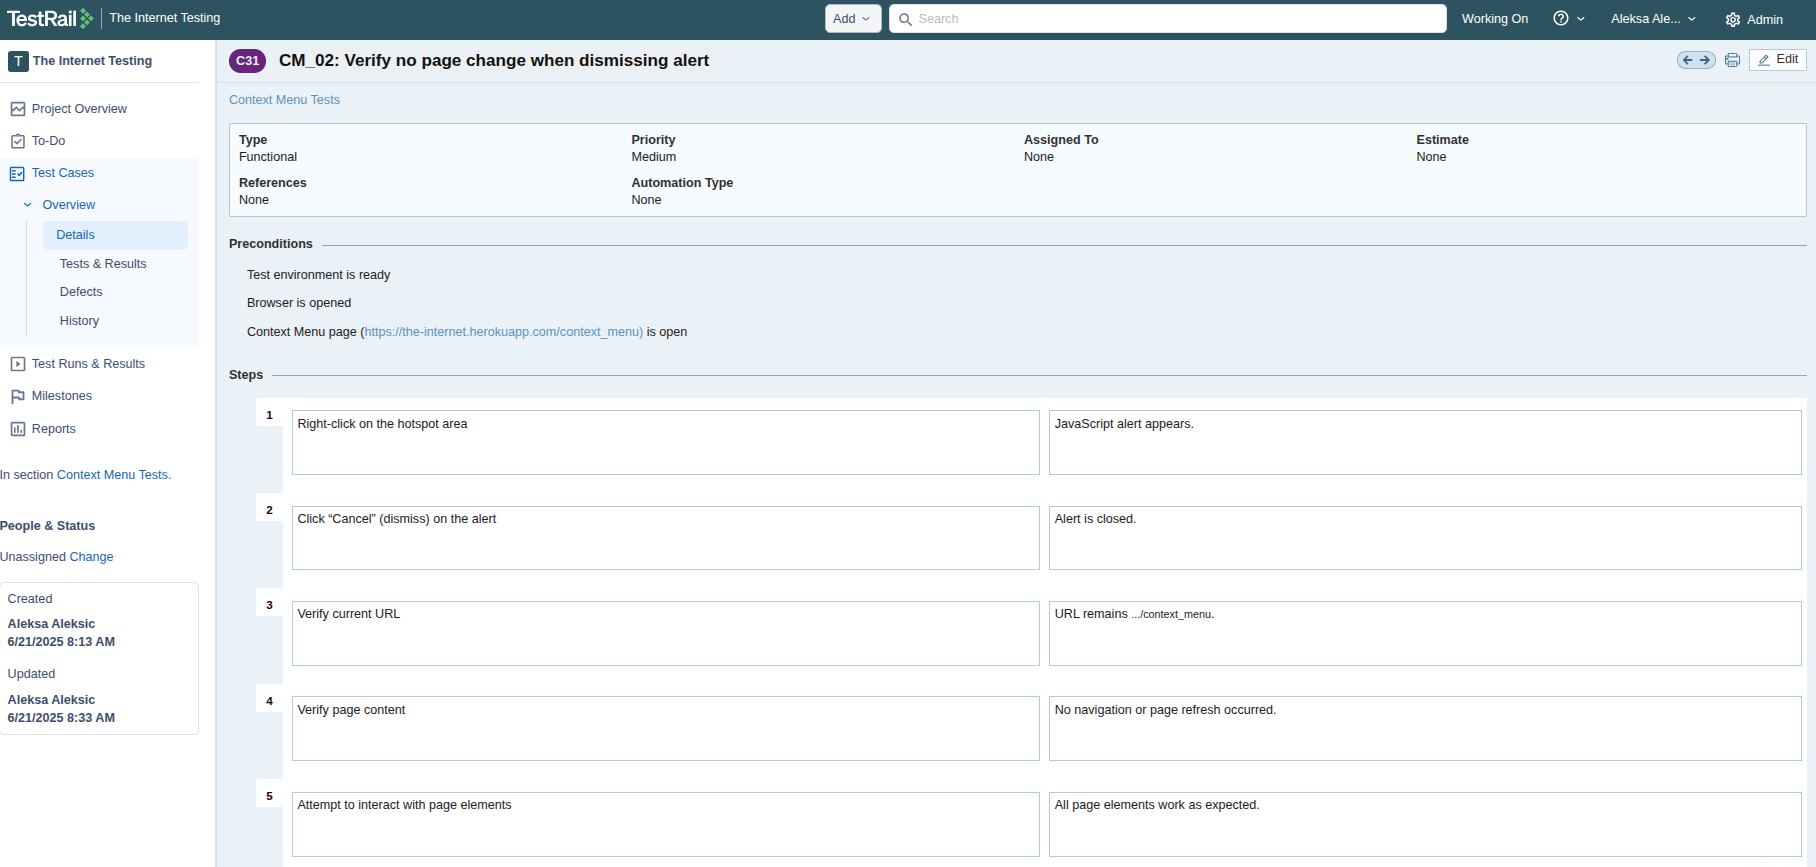 TestRail The Internet Testing Add Search Working On Aleksa Ale... Admin
T The Internet Testing
Project Overview
To-Do
Test Cases
Overview
Details
Tests & Results
Defects
History
Test Runs & Results
Milestones
Reports
In section Context Menu Tests.
People & Status
Unassigned Change
Created
Aleksa Aleksic
6/21/2025 8:13 AM
Updated
Aleksa Aleksic
6/21/2025 8:33 AM
C31 CM_02: Verify no page change when dismissing alert Edit
Context Menu Tests
Type Priority Assigned To Estimate
Functional Medium None None
References Automation Type
None None
Preconditions
Test environment is ready
Browser is opened
Context Menu page (https://the-internet.herokuapp.com/context_menu) is open
Steps
1 Right-click on the hotspot area JavaScript alert appears.
2 Click “Cancel” (dismiss) on the alert Alert is closed.
3 Verify current URL URL remains .../context_menu.
4 Verify page content No navigation or page refresh occurred.
5 Attempt to interact with page elements All page elements work as expected.